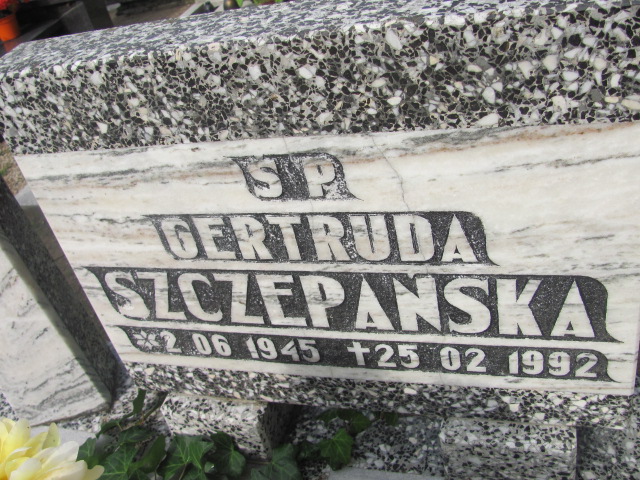 SP
GERTRUDA
SZCZEPANSKA
*2 06 1945 +25 02 1992